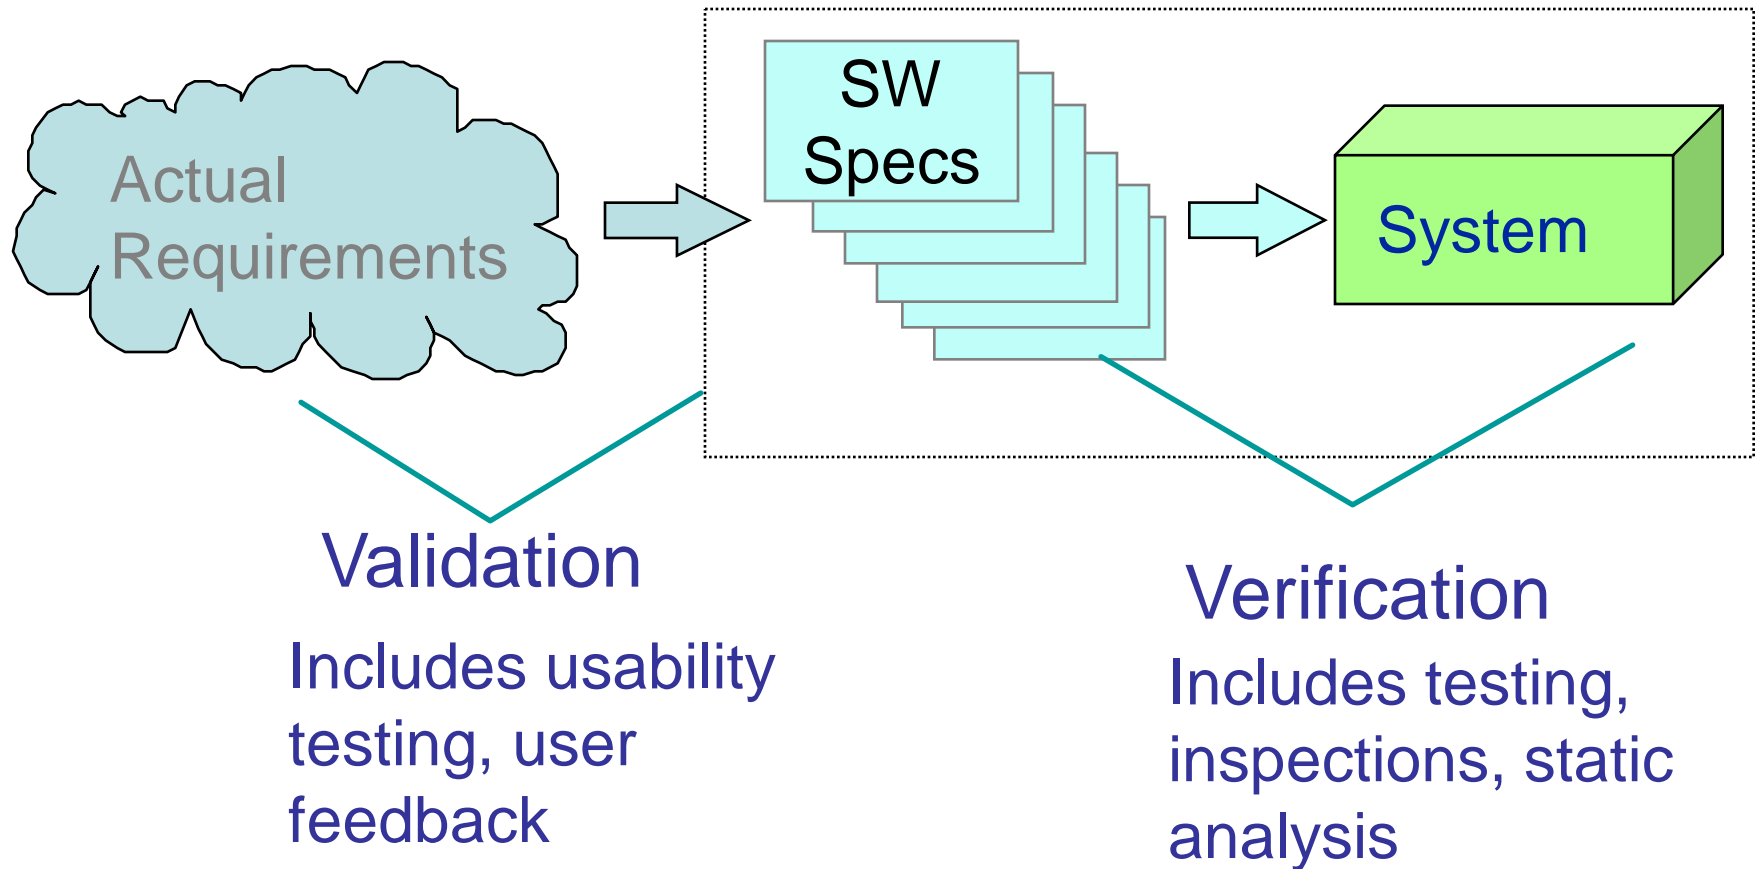 Actual
Requirements
SW
Specs
System
Validation
Includes usability
testing, user
feedback
Verification
Includes testing,
inspections, static
analysis